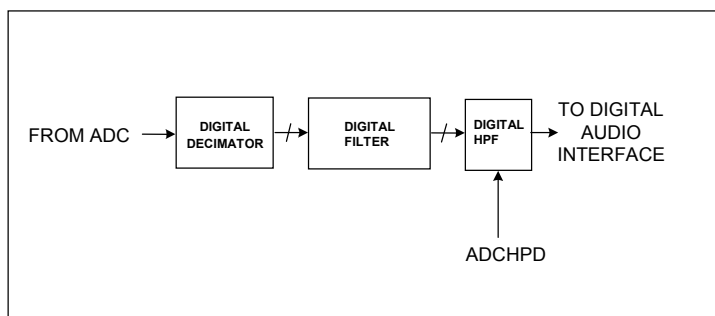 FROM ADC
DIGITAL
DECIMATOR
DIGITAL
FILTER
DIGITAL
HPF
TO DIGITAL
AUDIO
INTERFACE
ADCHPD